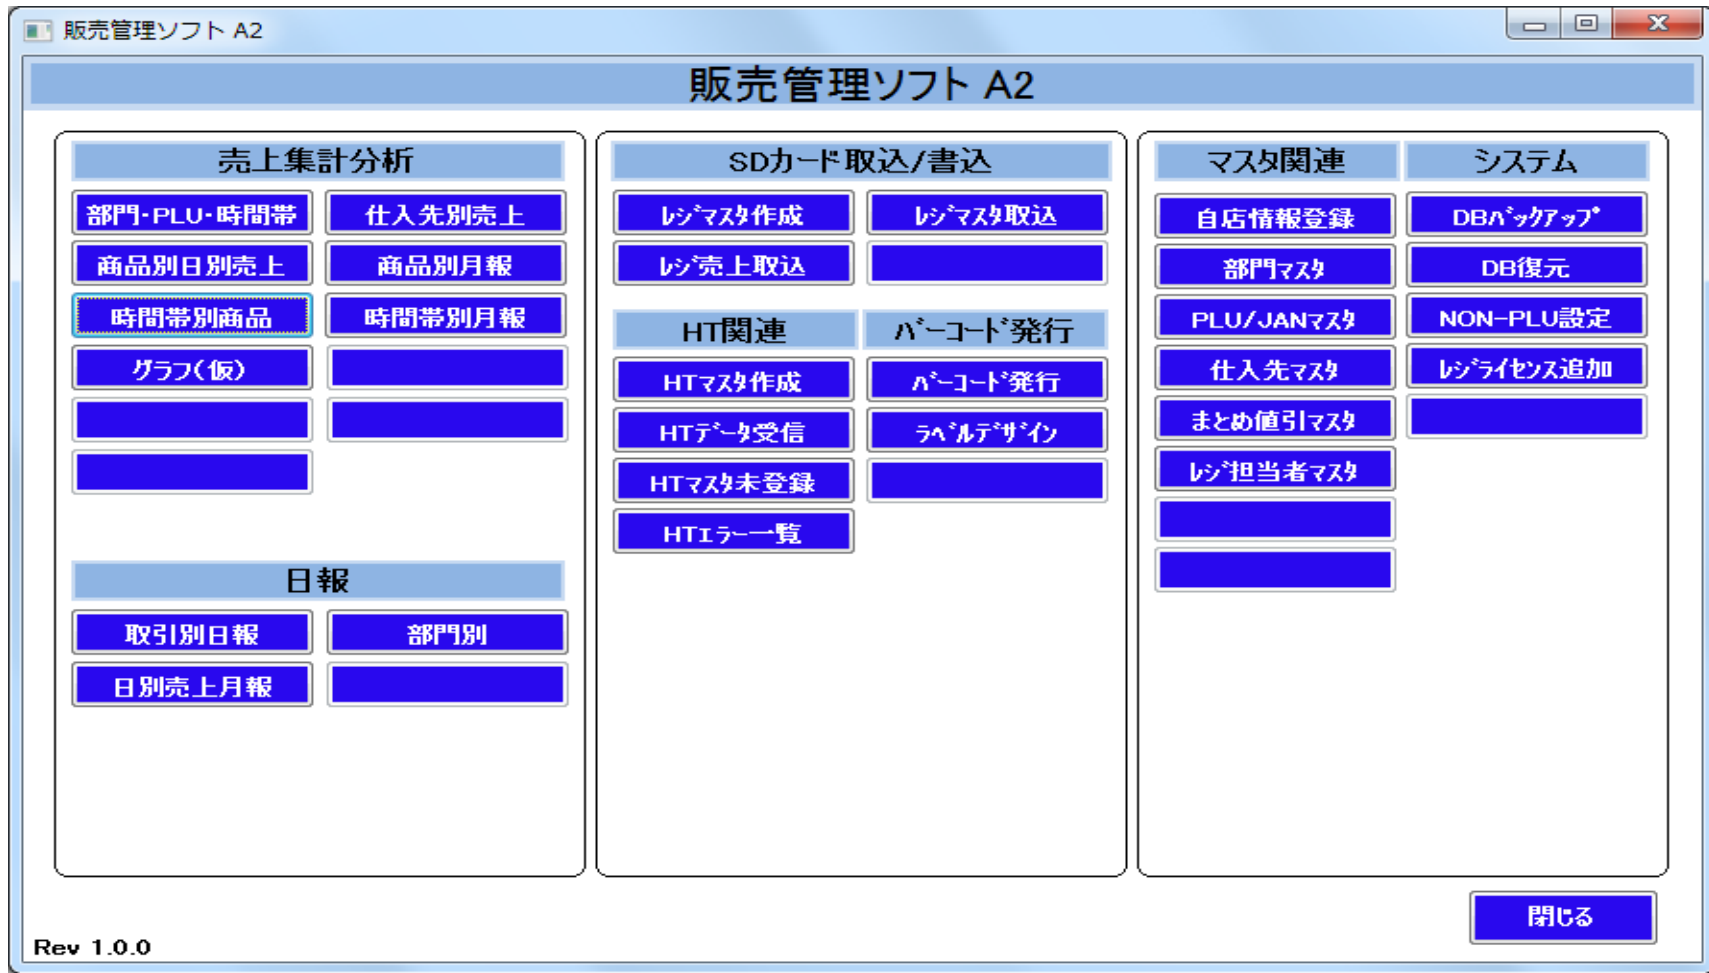 販売管理ソフト A2
販売管理ソフト A2
売上集計分析
部門・PLU・時間帯
仕入先別売上
商品別日別売上
商品別月報
時間帯別商品
時間帯別月報
グラフ(仮)
日報
取引別日報
部門別
日別売上月報
SDカード取込/書込
ﾚｼﾞﾏｽﾀ作成
ﾚｼﾞﾏｽﾀ取込
ﾚｼﾞ売上取込
HT関連
ﾊﾞｰｺｰﾄﾞ発行
HTﾏｽﾀ作成
ﾊﾞｰｺｰﾄﾞ発行
HTﾃﾞｰﾀ受信
ﾗﾍﾞﾙﾃﾞｻﾞｲﾝ
HTﾏｽﾀ未登録
HTｴﾗｰ一覧
マスタ関連
システム
自店情報登録
DBﾊﾞｯｸｱｯﾌﾟ
部門ﾏｽﾀ
DB復元
PLU/JANﾏｽﾀ
NON-PLU設定
仕入先ﾏｽﾀ
ﾚｼﾞﾗｲｾﾝｽ追加
まとめ値引ﾏｽﾀ
ﾚｼﾞ担当者ﾏｽﾀ
閉じる
Rev 1.0.0